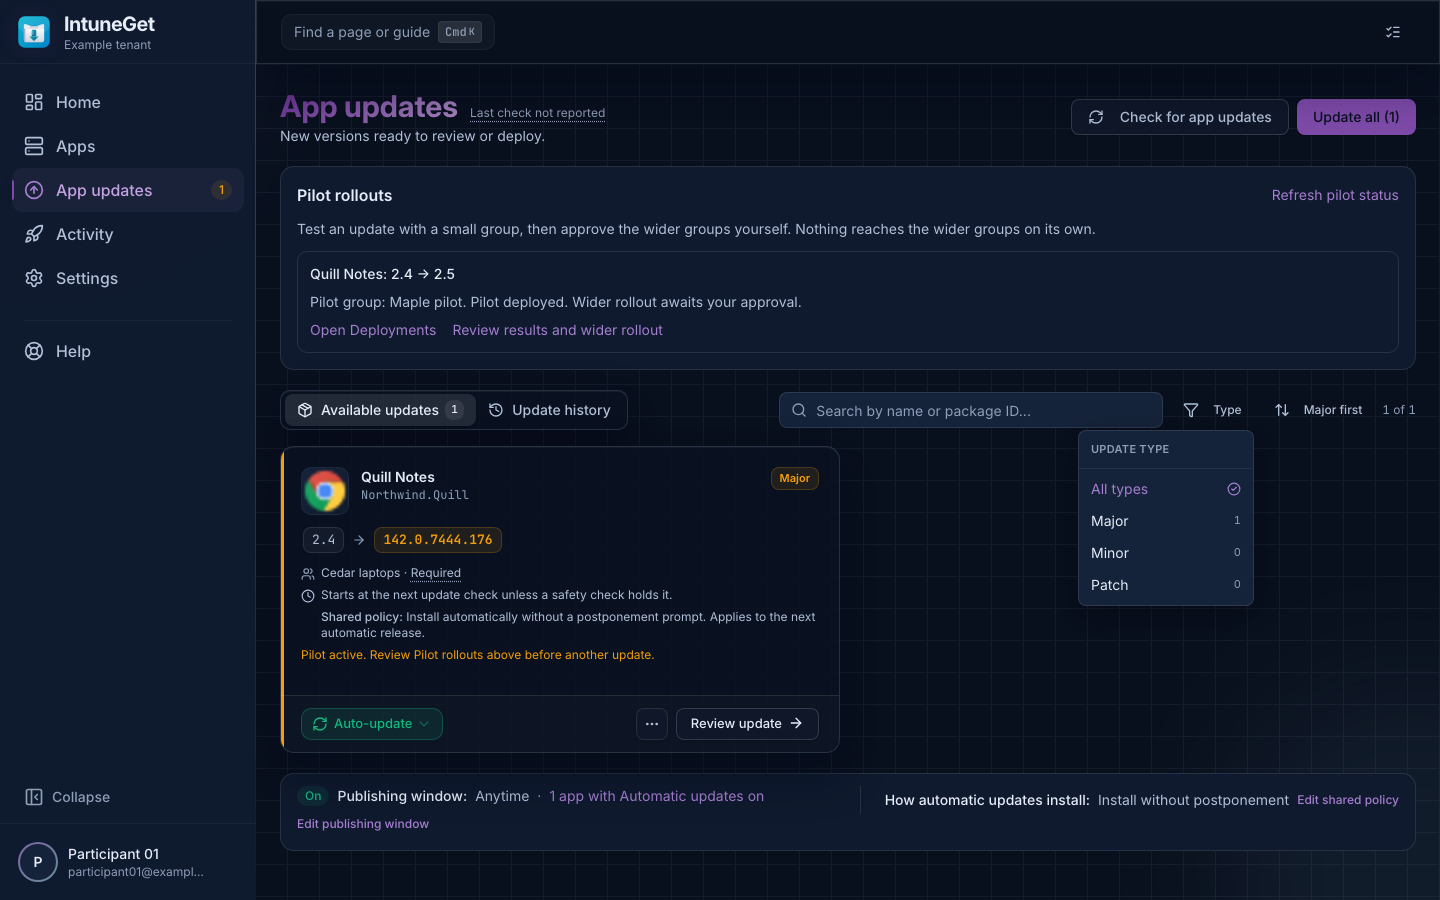 IntuneGet
Example tenant
Find a page or guide Cmd K
Home
Apps
App updates 1
Activity
Settings
Help
Collapse
P
Participant 01
participant01@exampl...
App updates Last check not reported
New versions ready to review or deploy.
Check for app updates
Update all (1)
Pilot rollouts
Refresh pilot status
Test an update with a small group, then approve the wider groups yourself. Nothing reaches the wider groups on its own.
Quill Notes: 2.4 → 2.5
Pilot group: Maple pilot. Pilot deployed. Wider rollout awaits your approval.
Open Deployments Review results and wider rollout
Available updates 1 Update history
Search by name or package ID...
Type
Major first
1 of 1
UPDATE TYPE
All types
Major 1
Minor 0
Patch 0
Quill Notes
Northwind.Quill
Major
2.4 → 142.0.7444.176
Cedar laptops · Required
Starts at the next update check unless a safety check holds it.
Shared policy: Install automatically without a postponement prompt. Applies to the next
automatic release.
Pilot active. Review Pilot rollouts above before another update.
Auto-update
Review update →
On Publishing window: Anytime · 1 app with Automatic updates on
Edit publishing window
How automatic updates install: Install without postponement Edit shared policy